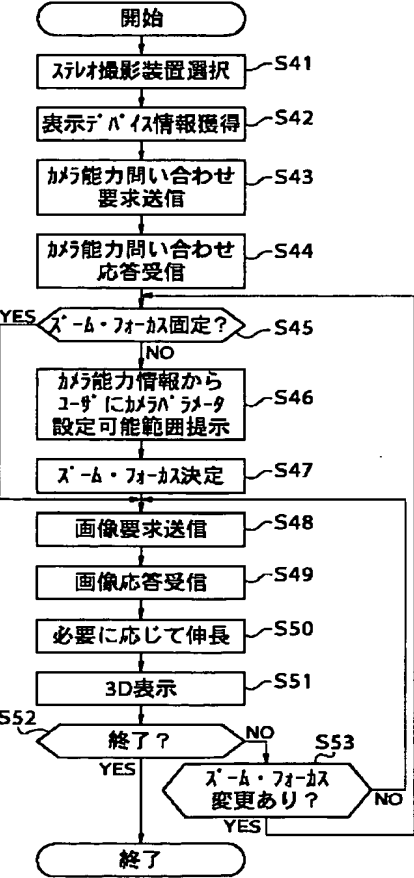 開始
ステレオ撮影装置選択
S41
表示デバイス情報獲得
S42
カメラ能力問い合わせ
要求送信
S43
カメラ能力問い合わせ
応答受信
S44
YES
ズーム・フォーカス固定？
S45
NO
カメラ能力情報から
ユーザにカメラパラメータ
設定可能範囲提示
S46
ズーム・フォーカス決定
S47
画像要求送信
S48
画像応答受信
S49
必要に応じて伸長
S50
3D表示
S51
S52
終了？
NO
YES
S53
ズーム・フォーカス
変更あり？
NO
YES
終了